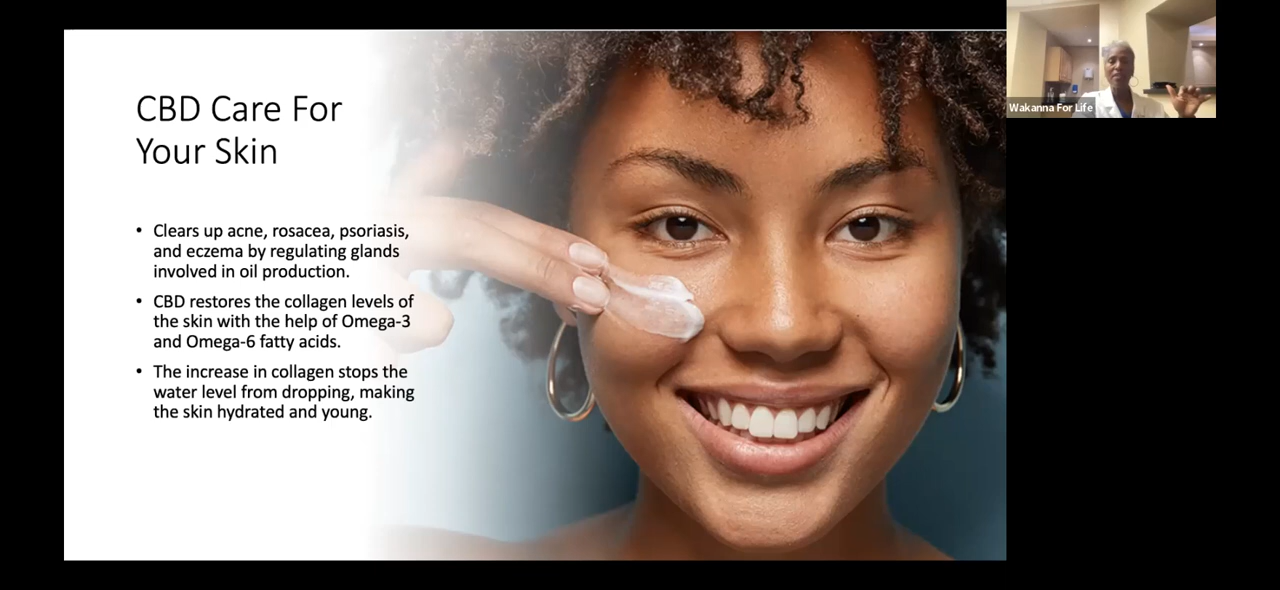 CBD Care For
Your Skin
• Clears up acne, rosacea, psoriasis,
and eczema by regulating glands
involved in oil production.
• CBD restores the collagen levels of
the skin with the help of Omega-3
and Omega-6 fatty acids.
• The increase in collagen stops the
water level from dropping, making
the skin hydrated and young.
Wakanna For Life